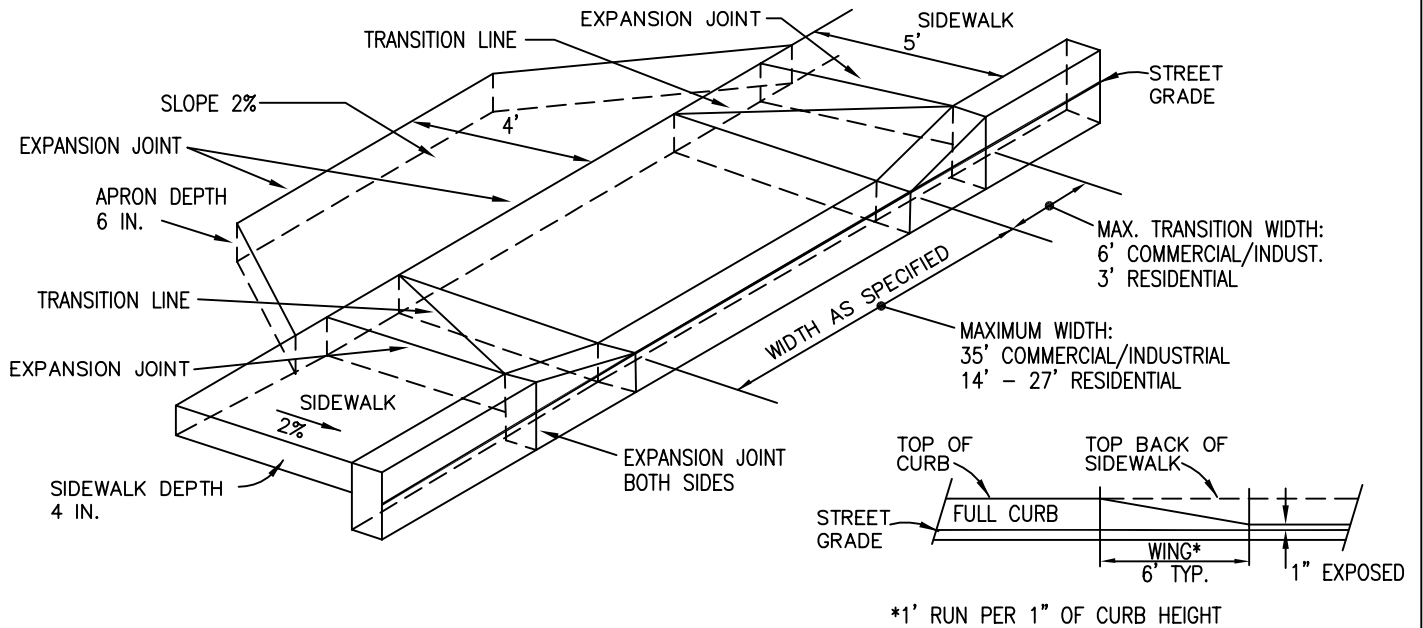 EXPANSION JOINT
SIDEWALK
TRANSITION LINE
5'
STREET
GRADE
SLOPE 2%
4'
EXPANSION JOINT
APRON DEPTH
6 IN.
MAX. TRANSITION WIDTH:
6' COMMERCIAL/INDUST.
3' RESIDENTIAL
TRANSITION LINE
WIDTH AS SPECIFIED
MAXIMUM WIDTH:
35' COMMERCIAL/INDUSTRIAL
14' - 27' RESIDENTIAL
EXPANSION JOINT
SIDEWALK
2%
EXPANSION JOINT
BOTH SIDES
SIDEWALK DEPTH
4 IN.
TOP OF
CURB
TOP BACK OF
SIDEWALK
STREET
GRADE
FULL CURB
WING*
6' TYP.
1" EXPOSED
*1' RUN PER 1" OF CURB HEIGHT